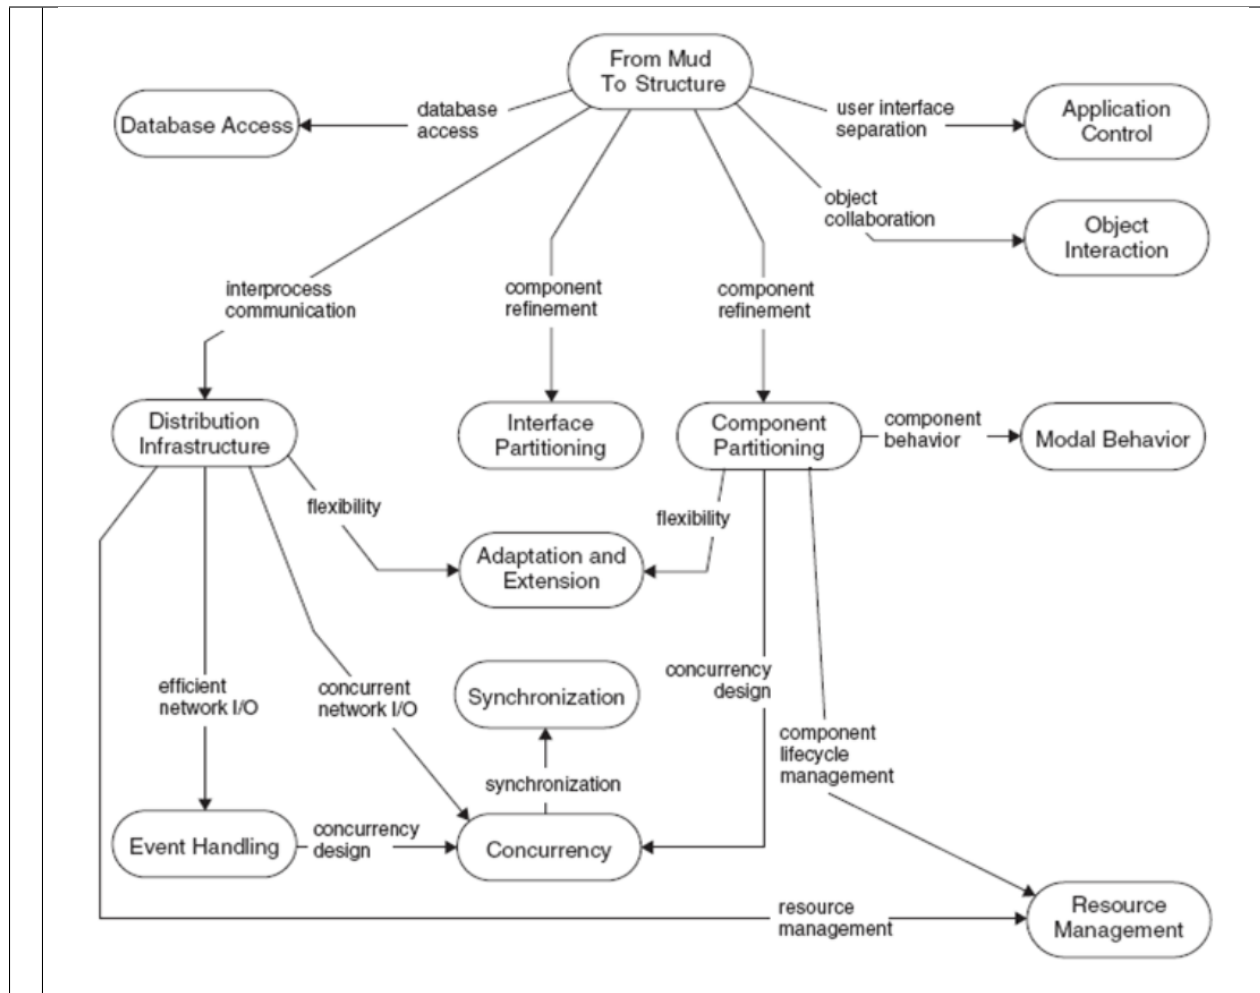 From Mud
To Structure
Database Access
database
access
user interface
separation
Application
Control
object
collaboration
Object
Interaction
interprocess
communication
component
refinement
component
refinement
Distribution
Infrastructure
Interface
Partitioning
Component
Partitioning
component
behavior
Modal Behavior
flexibility
flexibility
Adaptation and
Extension
efficient
network I/O
concurrent
network I/O
Synchronization
concurrency
design
synchronization
component
lifecycle
management
Event Handling
concurrency
design
Concurrency
resource
management
Resource
Management